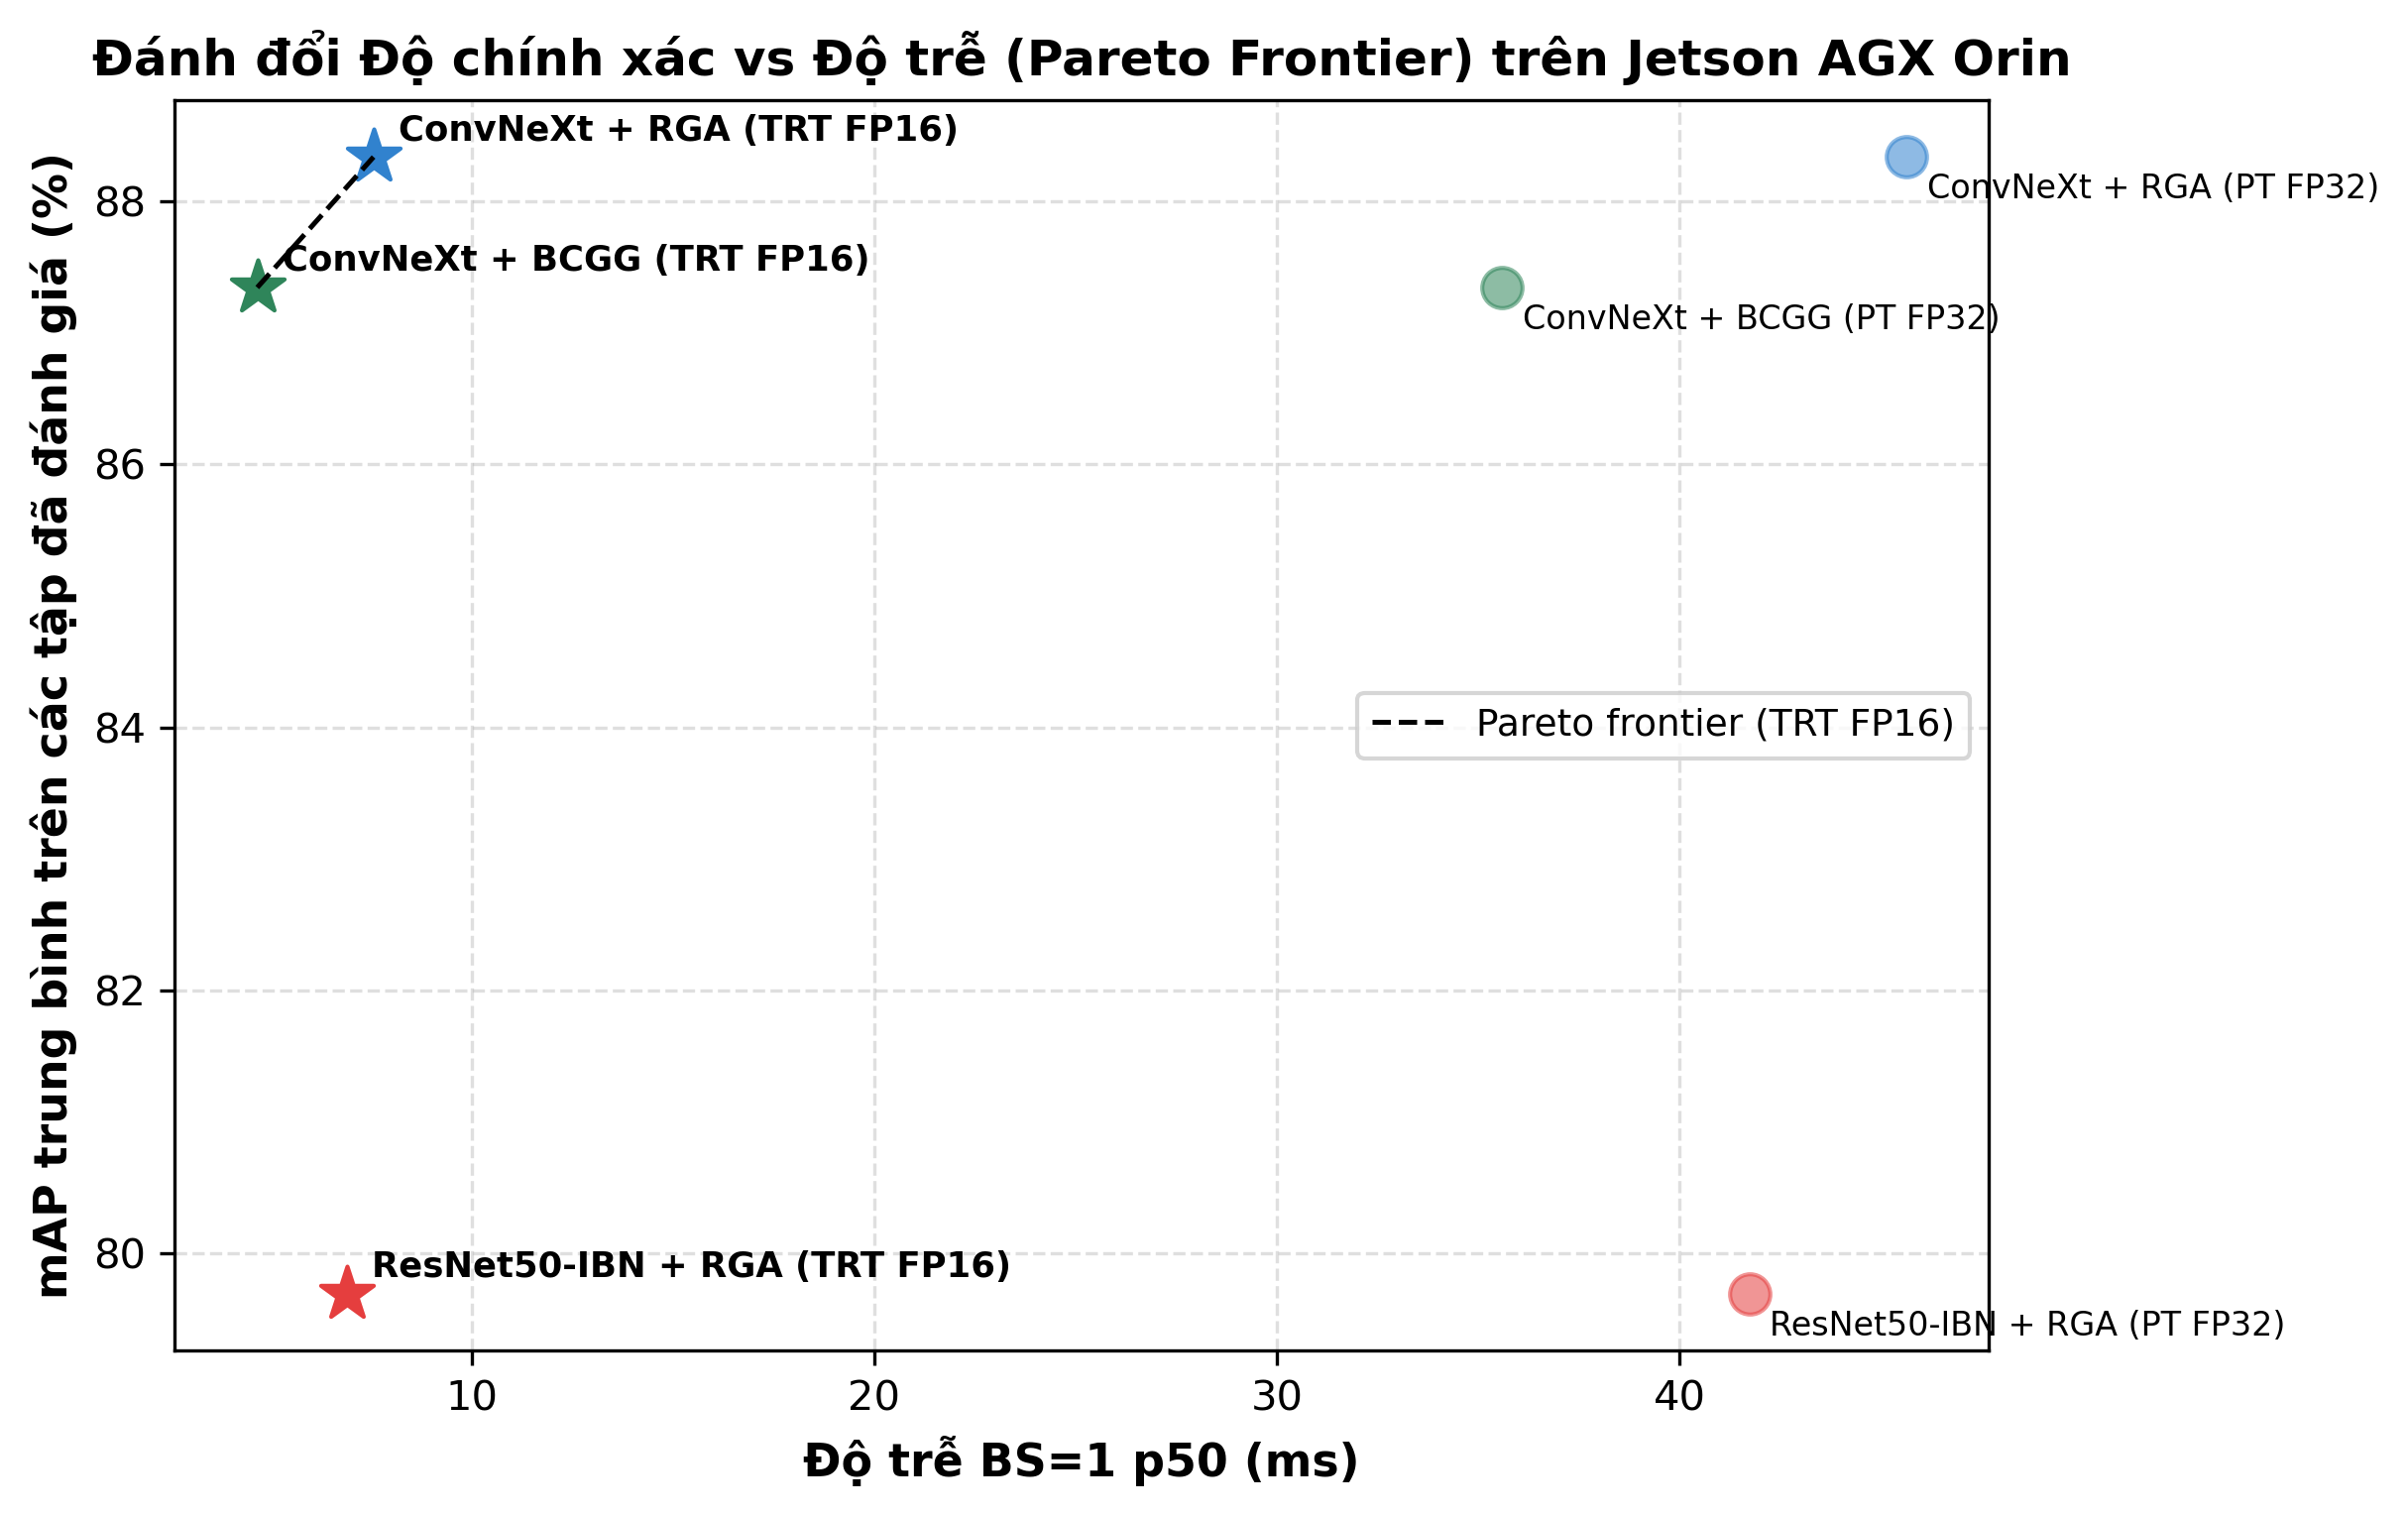 Đánh đổi Độ chính xác vs Độ trễ (Pareto Frontier) trên Jetson AGX Orin
mAP trung bình trên các tập đã đánh giá (%)
88
86
84
82
80
ConvNeXt + RGA (TRT FP16)
ConvNeXt + RGA (PT FP32)
ConvNeXt + BCGG (TRT FP16)
ConvNeXt + BCGG (PT FP32)
Pareto frontier (TRT FP16)
ResNet50-IBN + RGA (TRT FP16)
ResNet50-IBN + RGA (PT FP32)
10
20
30
40
Độ trễ BS=1 p50 (ms)